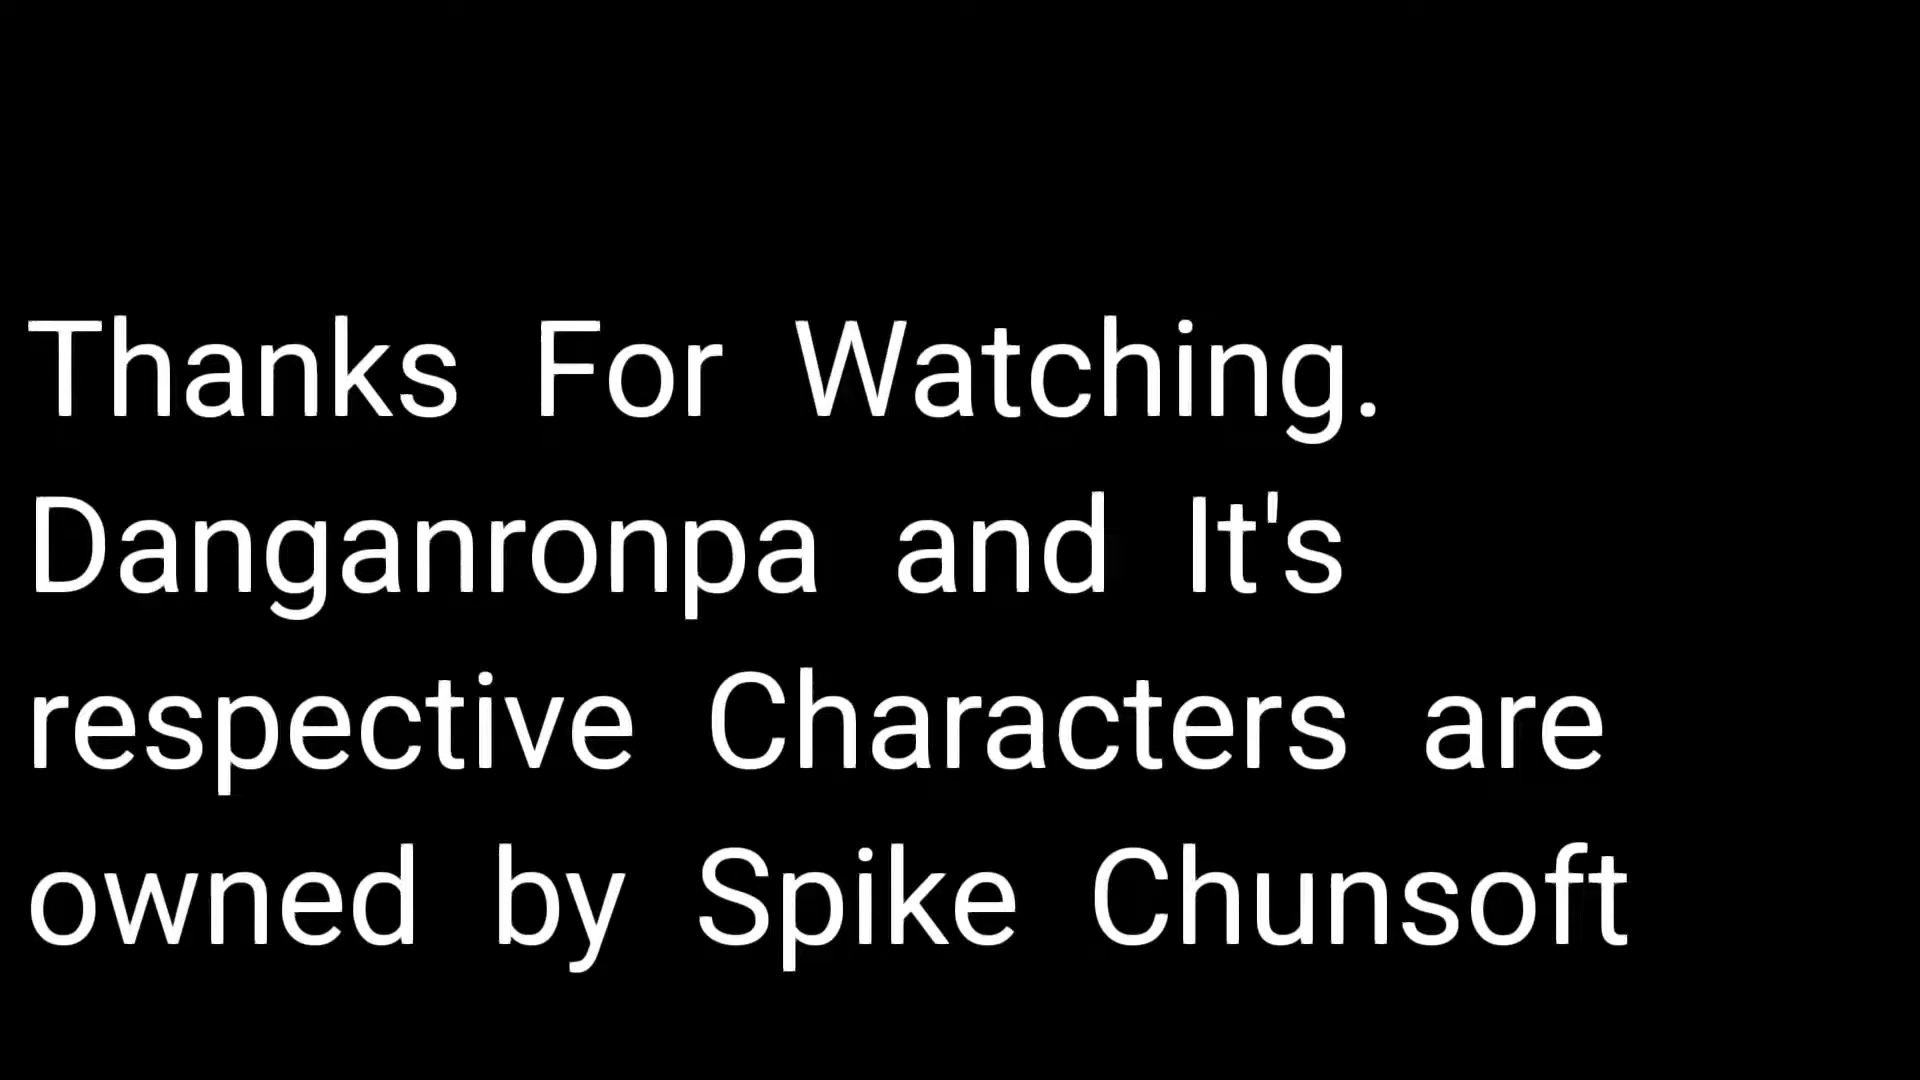 Thanks For Watching.
Danganronpa and It's
respective Characters are
owned by Spike Chunsoft